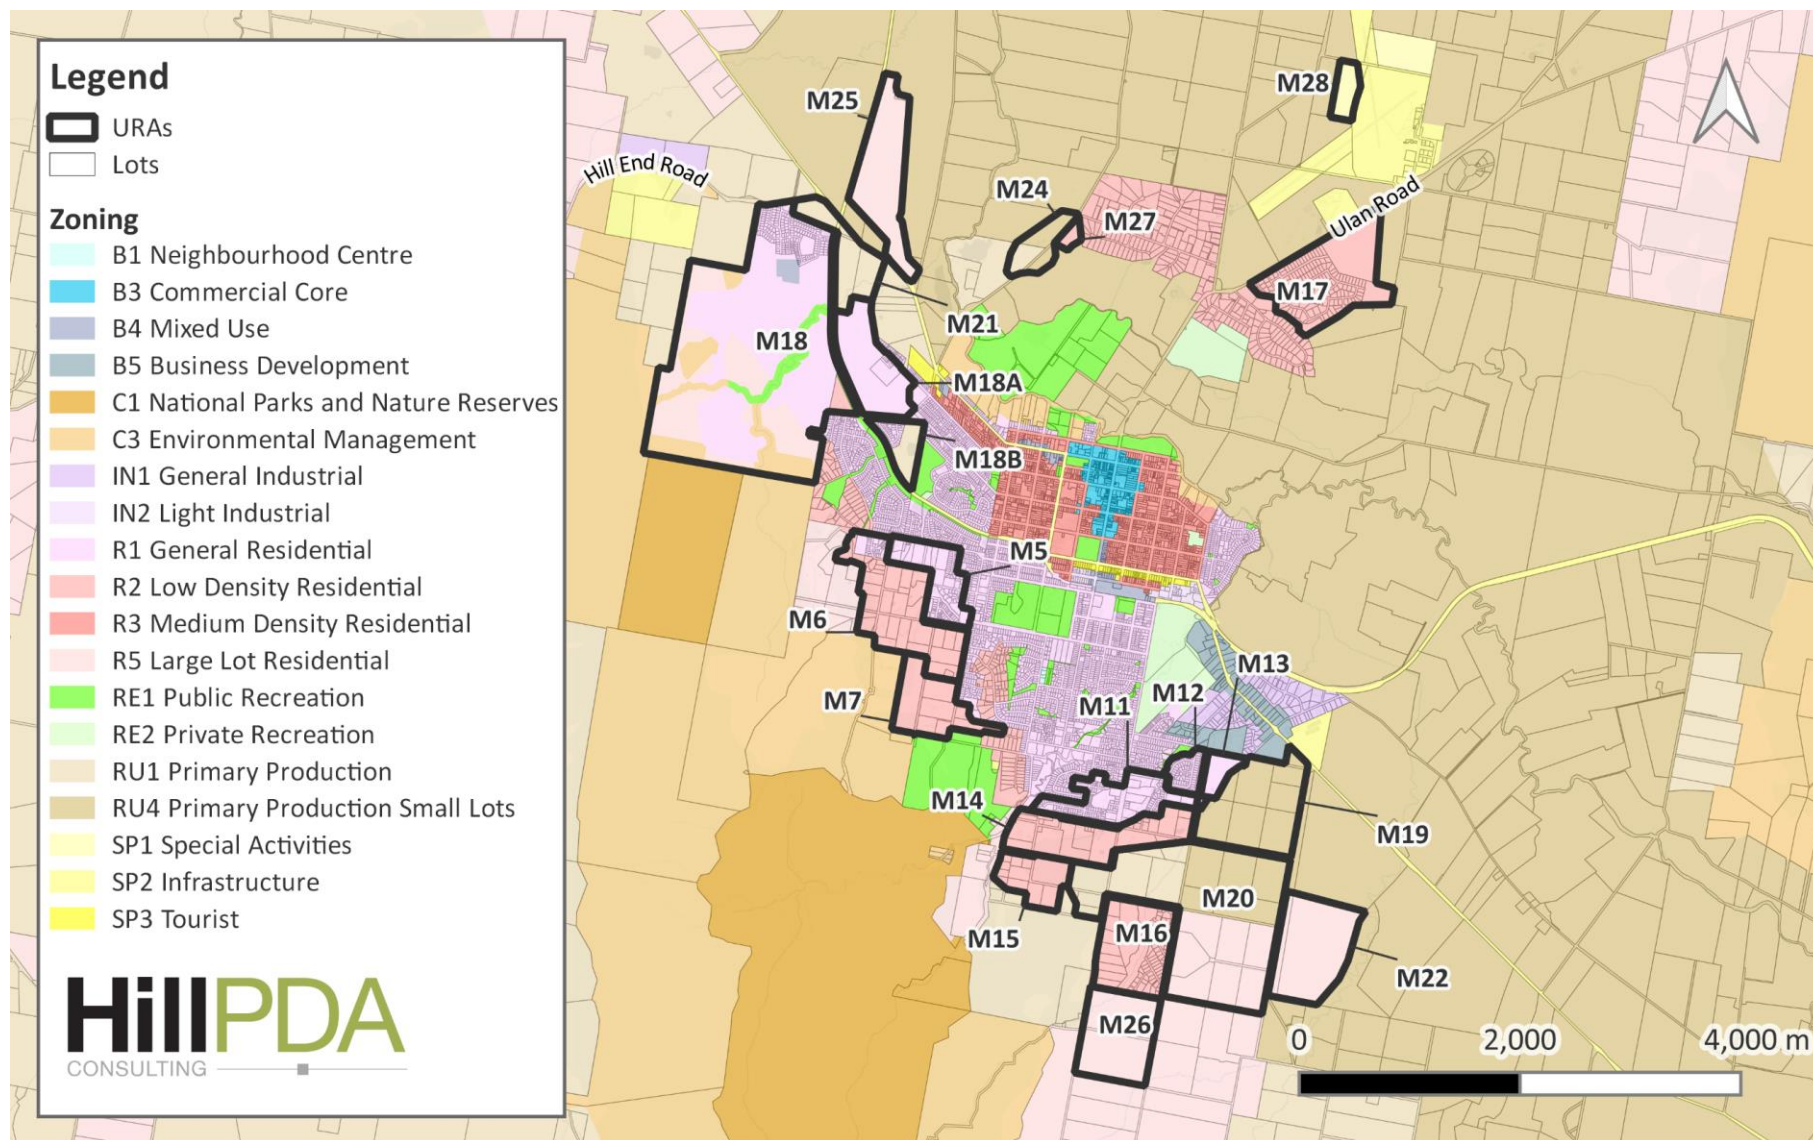 Legend
URAs
Lots
Zoning
B1 Neighbourhood Centre
B3 Commercial Core
B4 Mixed Use
B5 Business Development
C1 National Parks and Nature Reserves
C3 Environmental Management
IN1 General Industrial
IN2 Light Industrial
R1 General Residential
R2 Low Density Residential
R3 Medium Density Residential
R5 Large Lot Residential
RE1 Public Recreation
RE2 Private Recreation
RU1 Primary Production
RU4 Primary Production Small Lots
SP1 Special Activities
SP2 Infrastructure
SP3 Tourist
HillPDA
CONSULTING
M25
M28
Hill End Road
M24
M27
Ulan Road
M17
M21
M18
M18A
M18B
M5
M6
M13
M12
M11
M7
M14
M19
M20
M16
M15
M22
M26
0 2,000 4,000 m